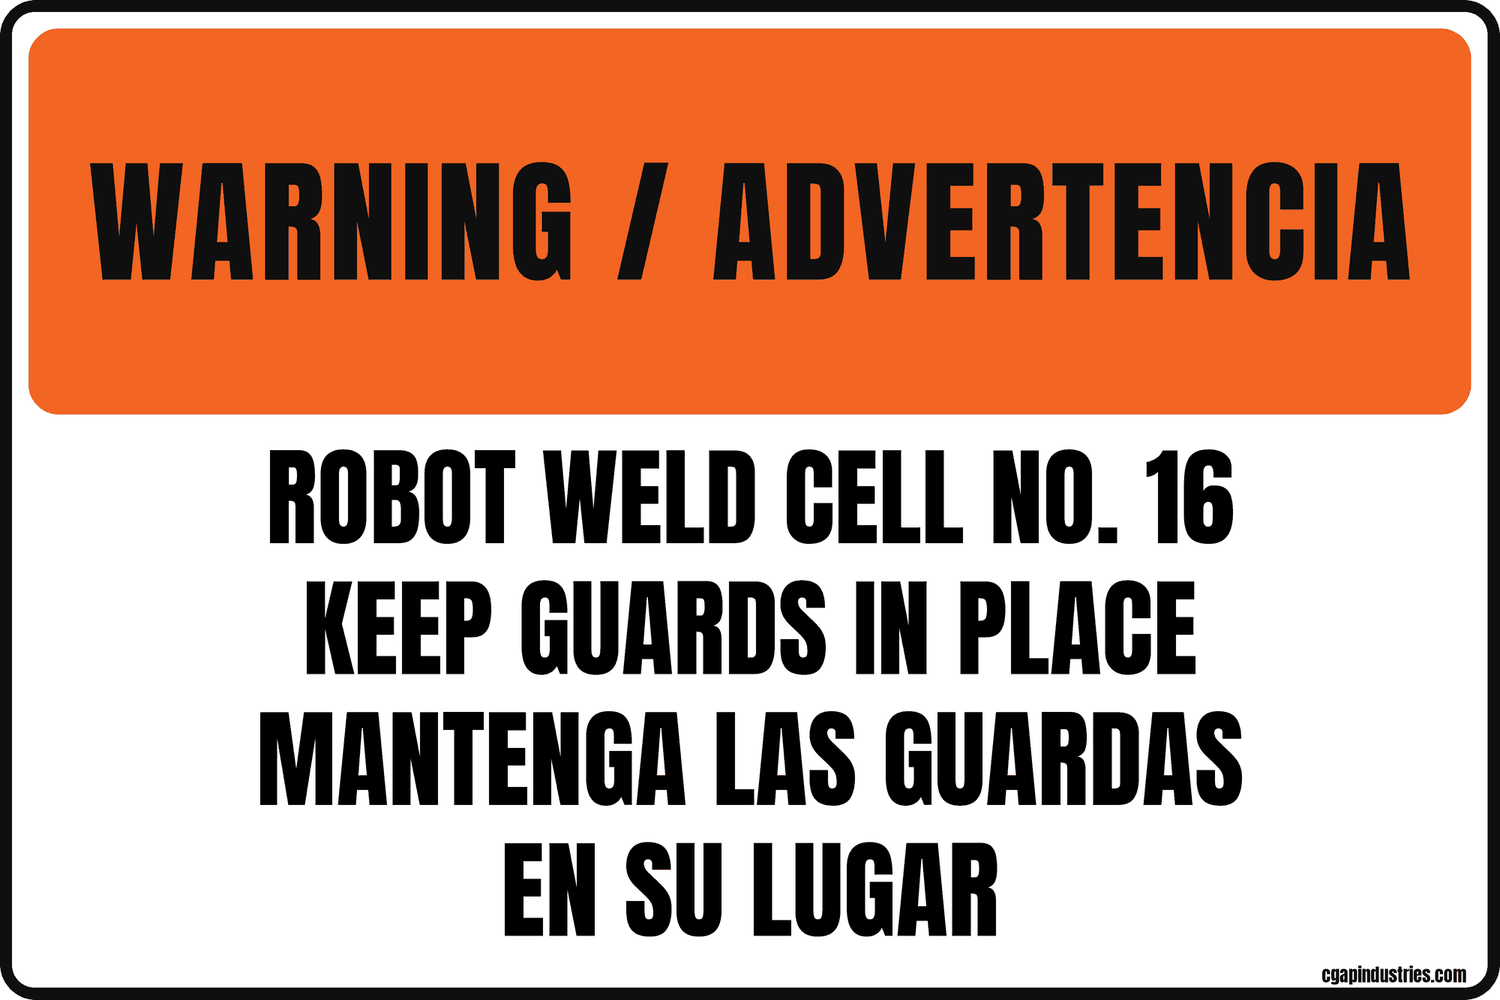 WARNING / ADVERTENCIA
ROBOT WELD CELL NO. 16
KEEP GUARDS IN PLACE
MANTENGA LAS GUARDAS
EN SU LUGAR
cgapindustries.com